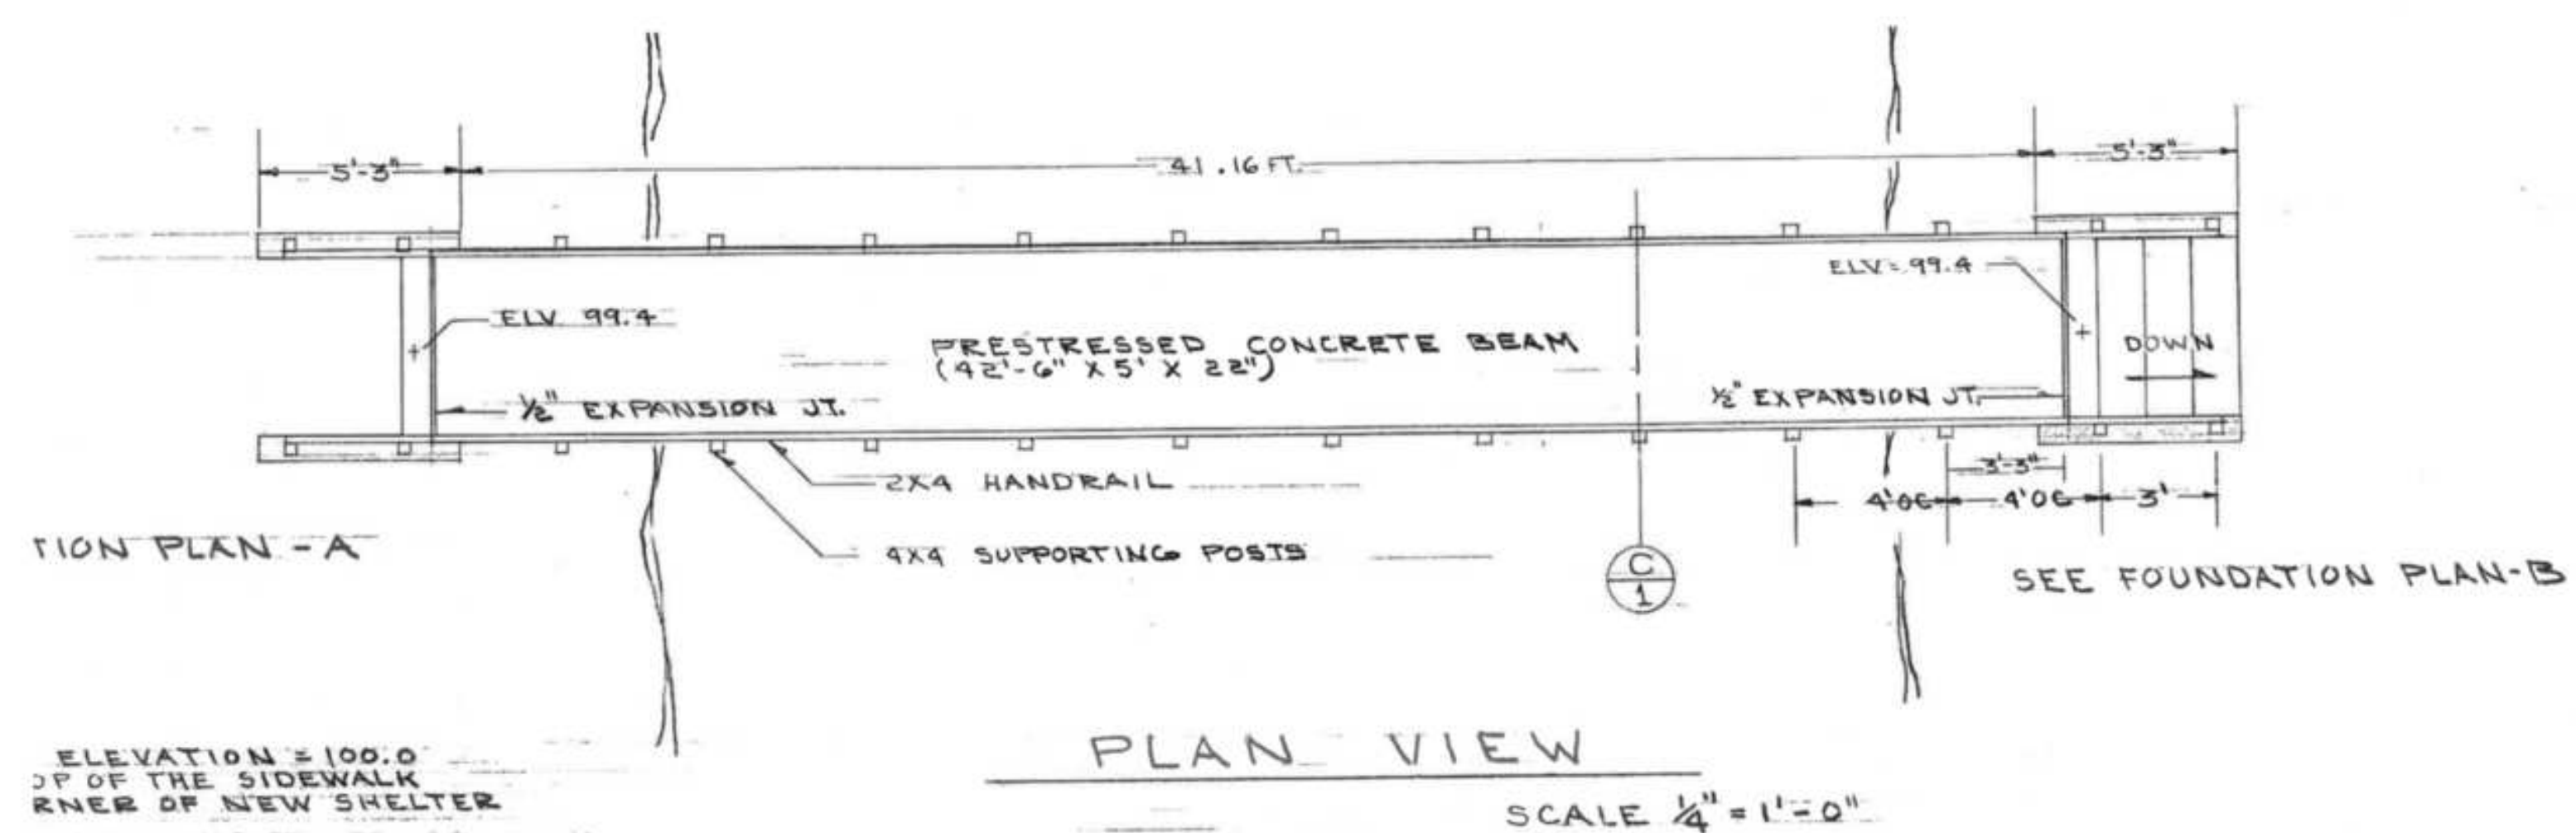 5'-3"
41.16 FT.
5'-3"
ELV 99.4
ELV= 99.4
PRESTRESSED CONCRETE BEAM
(42'-6" X 5' X 22")
DOWN
½" EXPANSION JT.
½" EXPANSION JT.
2X4 HANDRAIL
3'-3"
4'OC
4'OC
3'
TION PLAN - A
4X4 SUPPORTING POSTS
C
1
SEE FOUNDATION PLAN-B
ELEVATION = 100.0
OP OF THE SIDEWALK
RNER OF NEW SHELTER
PLAN VIEW
SCALE ¼" = 1'-0"